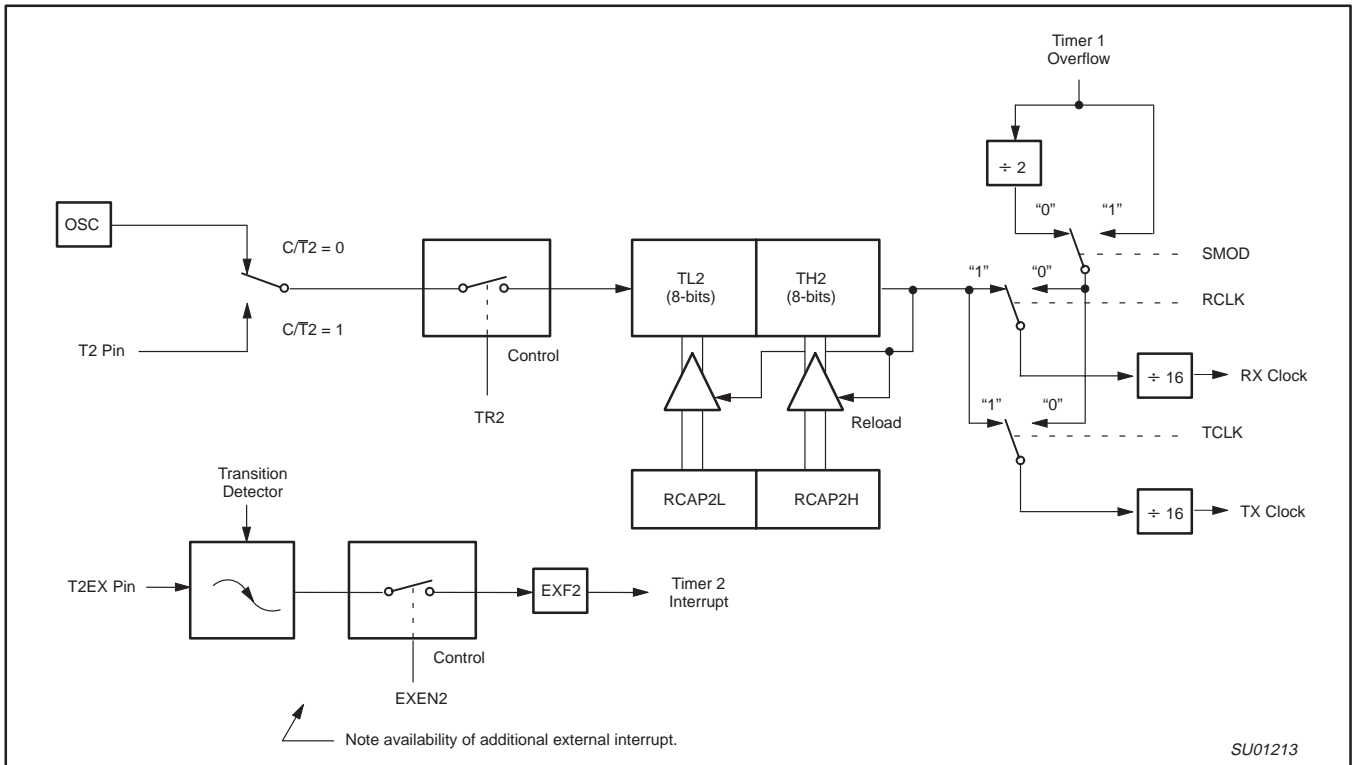 Timer 1
Overflow
÷ 2
“0”
“1”
OSC
C/T̅2 = 0
SMOD
TL2
(8-bits)
TH2
(8-bits)
“1”
“0”
RCLK
C/T̅2 = 1
T2 Pin
Control
÷ 16
RX Clock
TR2
Reload
“1”
“0”
TCLK
Transition
Detector
RCAP2L
RCAP2H
÷ 16
TX Clock
T2EX Pin
EXF2
Timer 2
Interrupt
Control
EXEN2
Note availability of additional external interrupt.
SU01213